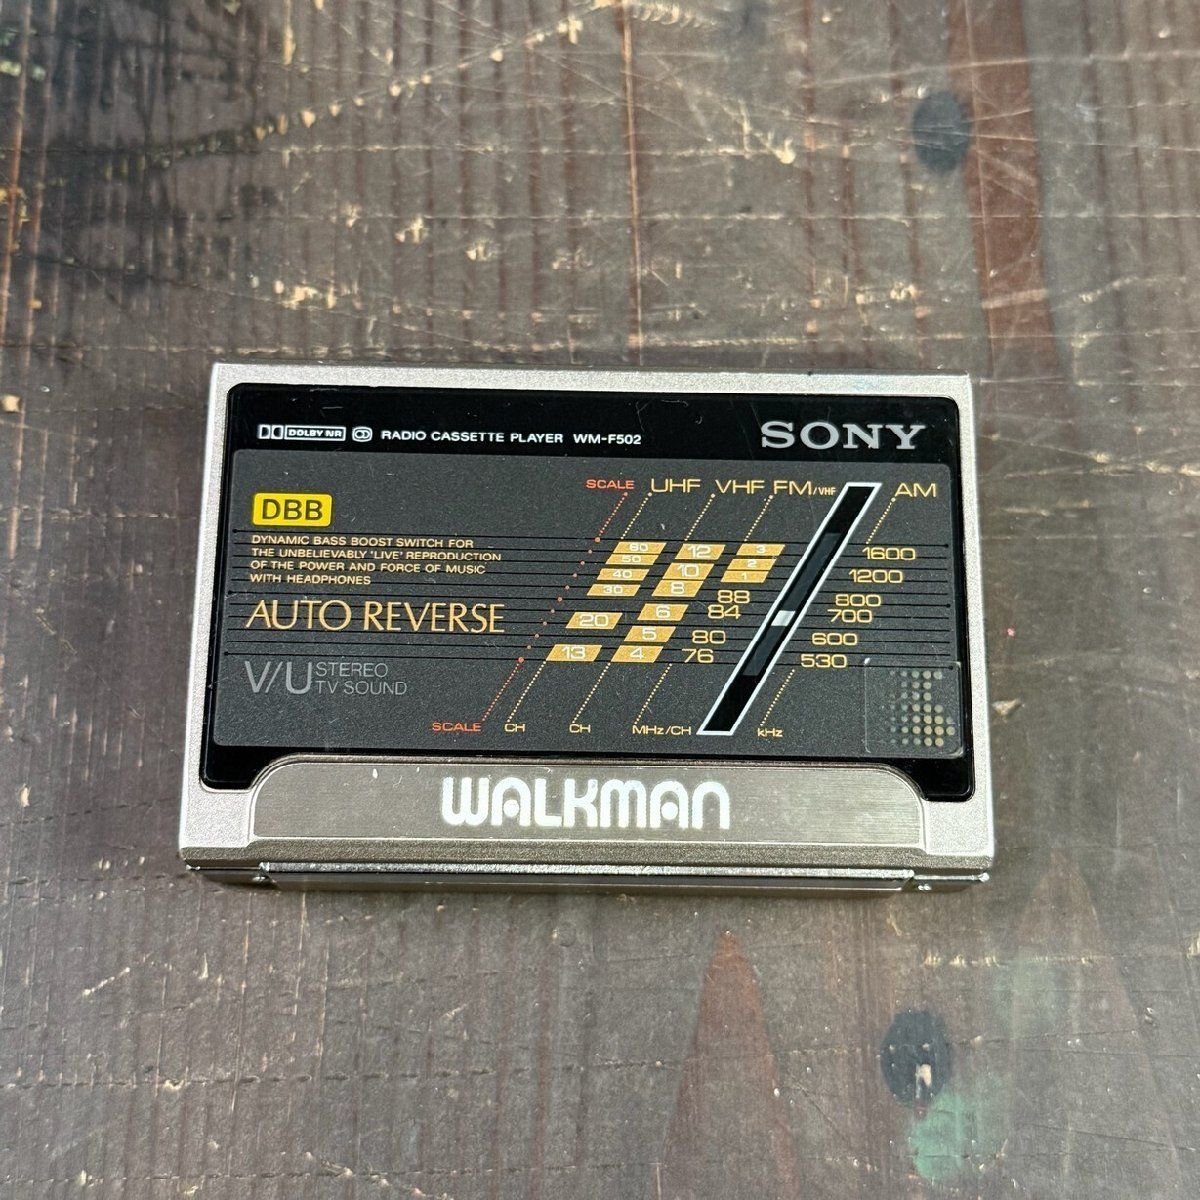 DOLBY NR RADIO CASSETTE PLAYER WM-F502
SONY
SCALE UHF VHF FM/VHF AM
DBB
DYNAMIC BASS BOOST SWITCH FOR
THE UNBELIEVABLY 'LIVE' REPRODUCTION
OF THE POWER AND FORCE OF MUSIC
WITH HEADPHONES
AUTO REVERSE
V/U STEREO
TV SOUND
60 12 3 1600
50 10 2 1200
40 8 1 800
30 88 700
20 6 84 600
5 80 530
13 4 76
SCALE CH CH MHz/CH kHz
WALKMAN